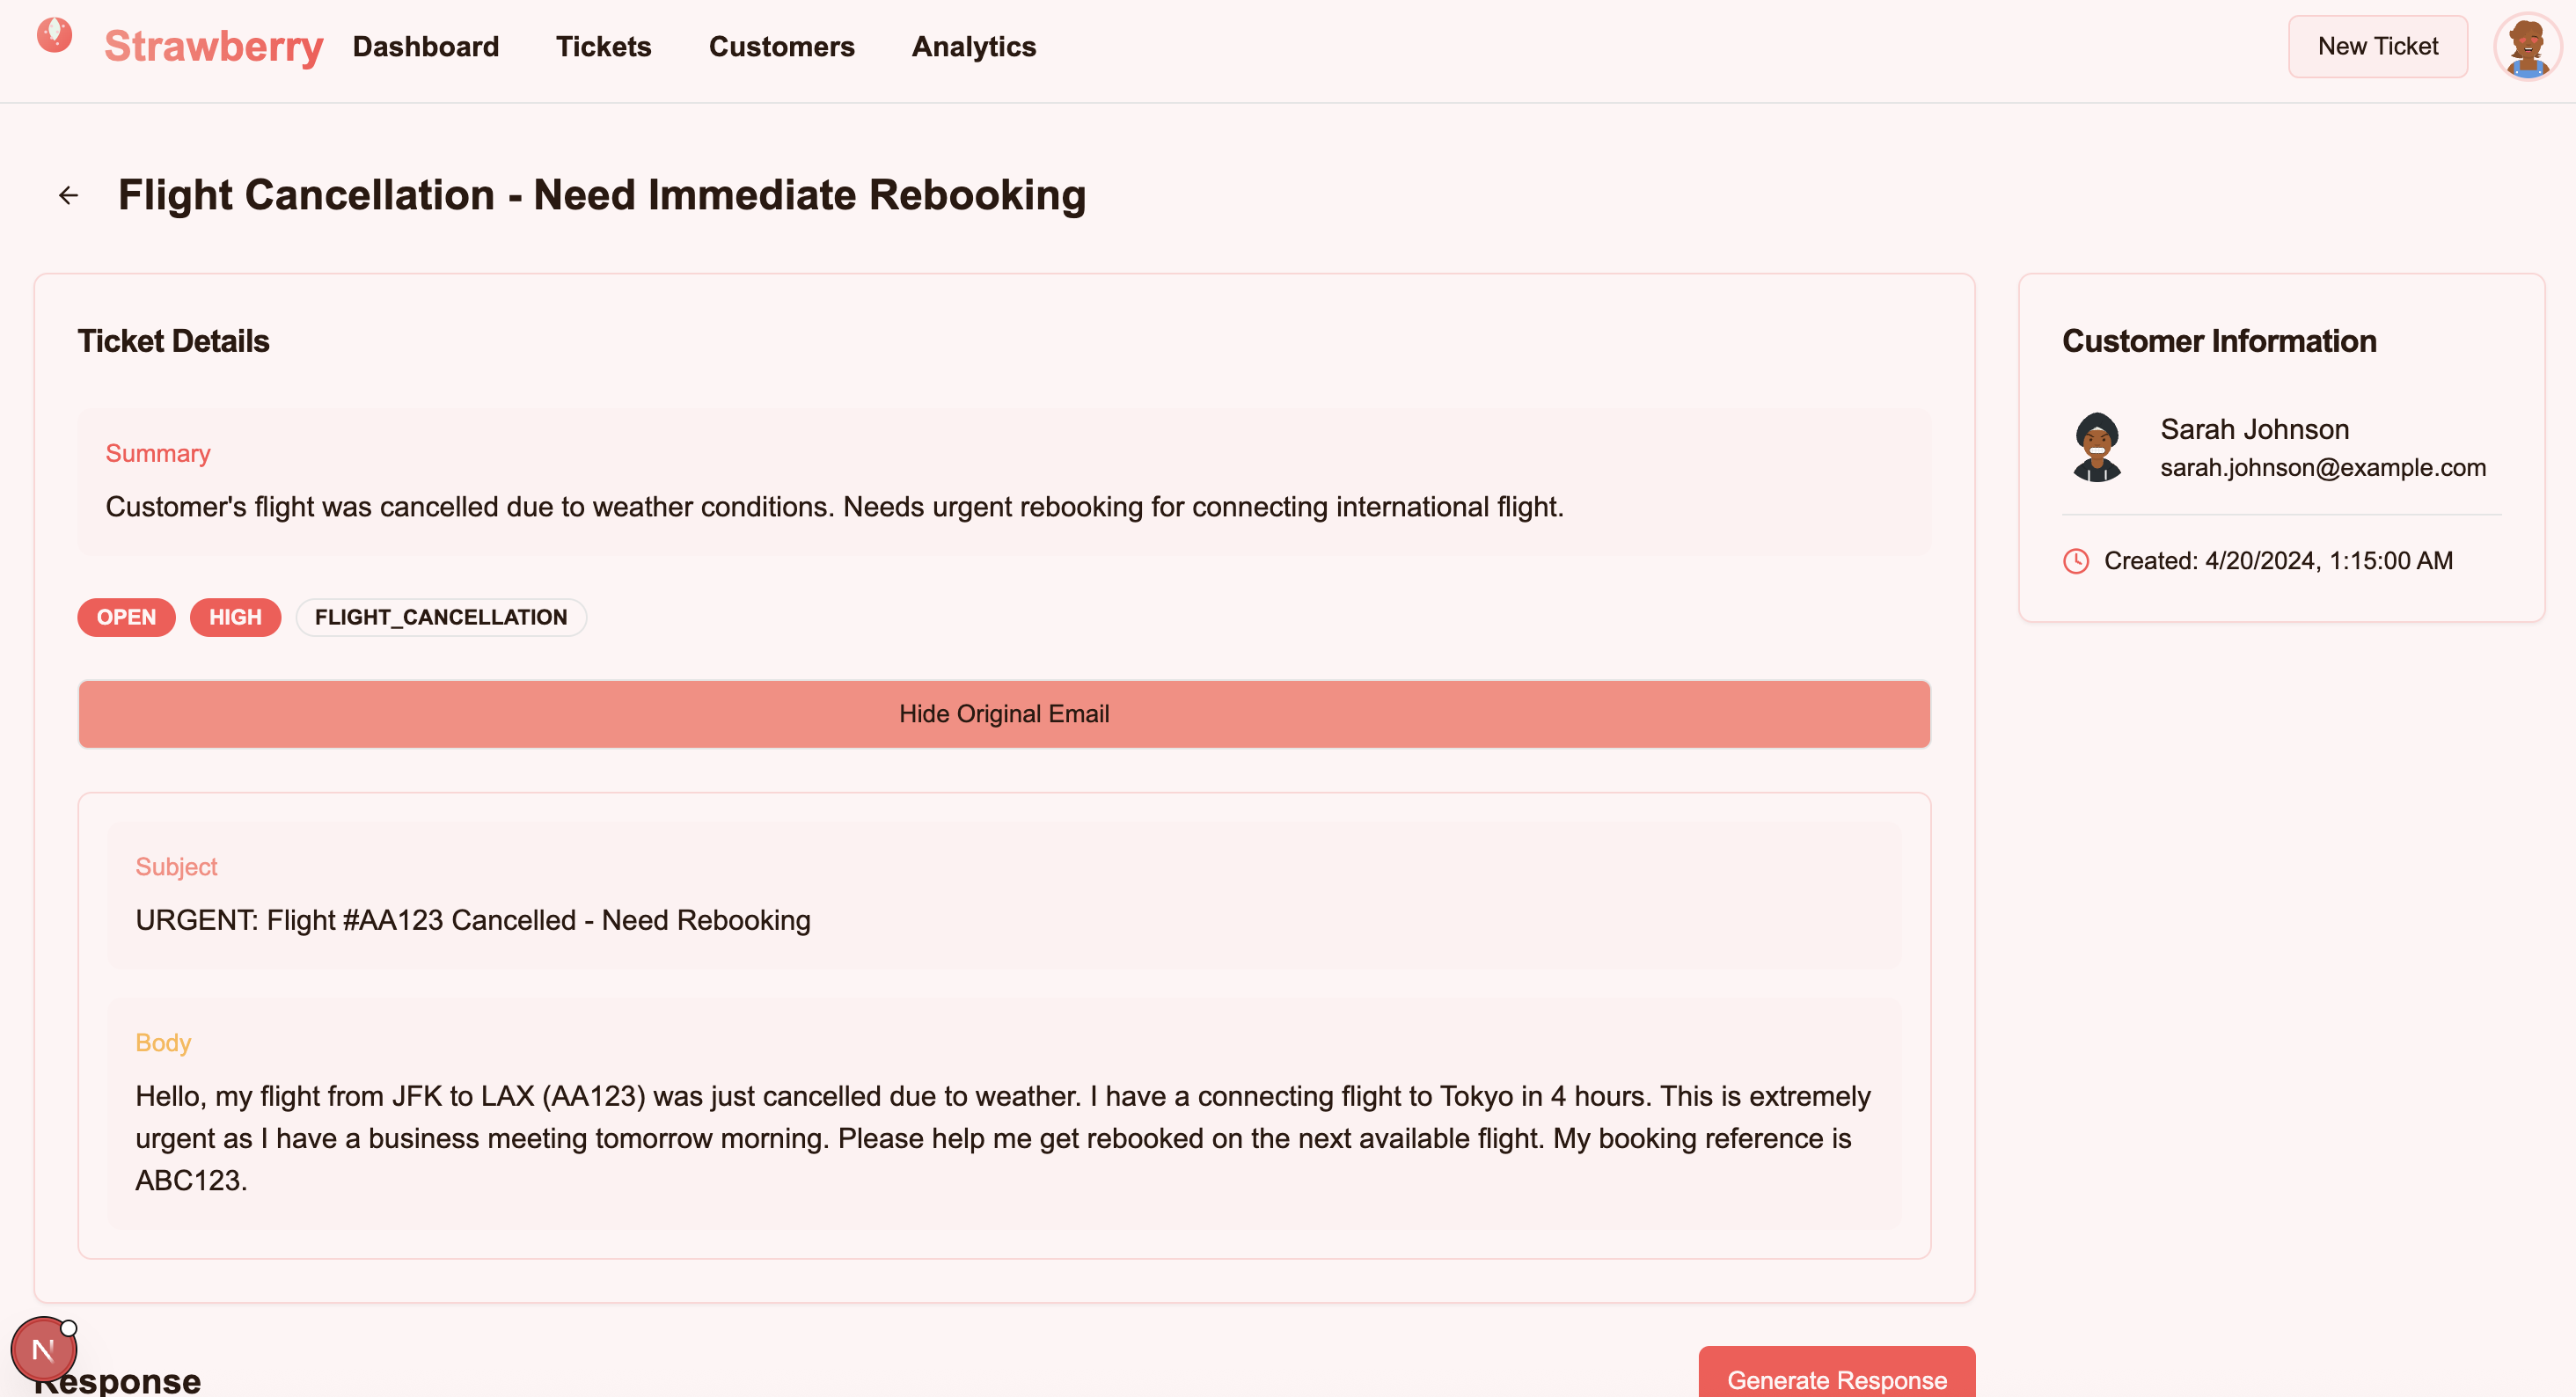 Strawberry Dashboard Tickets Customers Analytics New Ticket
Flight Cancellation - Need Immediate Rebooking
Ticket Details
Summary
Customer's flight was cancelled due to weather conditions. Needs urgent rebooking for connecting international flight.
OPEN HIGH FLIGHT_CANCELLATION
Hide Original Email
Subject
URGENT: Flight #AA123 Cancelled - Need Rebooking
Body
Hello, my flight from JFK to LAX (AA123) was just cancelled due to weather. I have a connecting flight to Tokyo in 4 hours. This is extremely
urgent as I have a business meeting tomorrow morning. Please help me get rebooked on the next available flight. My booking reference is
ABC123.
Customer Information
Sarah Johnson
sarah.johnson@example.com
Created: 4/20/2024, 1:15:00 AM
N
Response
Generate Response